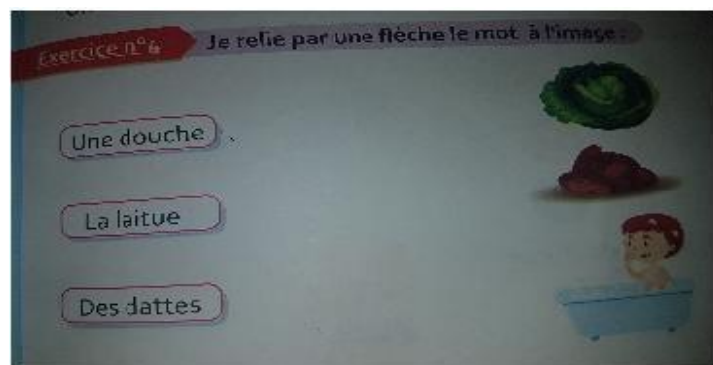 Exercice n°6
Je relie par une flèche le mot à l'image :
Une douche
La laitue
Des dattes